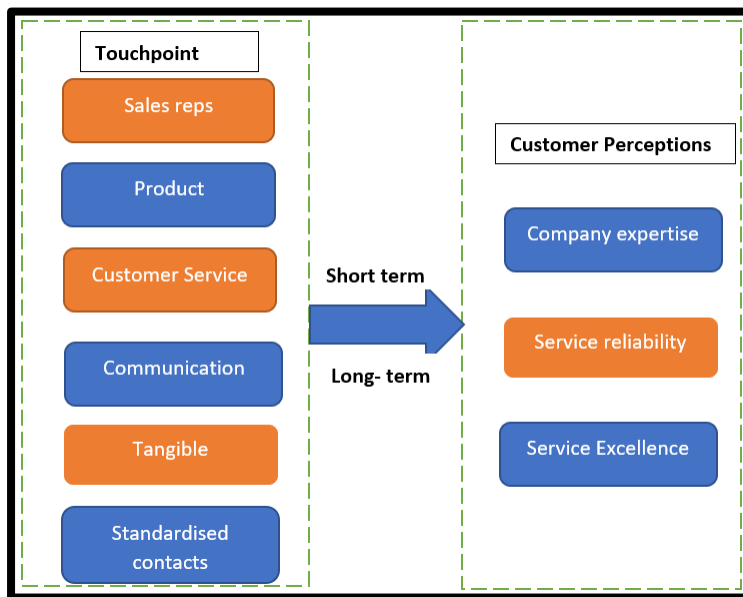 Touchpoint
Sales reps
Product
Customer Service
Communication
Tangible
Standardised
contacts
Short term
Long- term
Customer Perceptions
Company expertise
Service reliability
Service Excellence